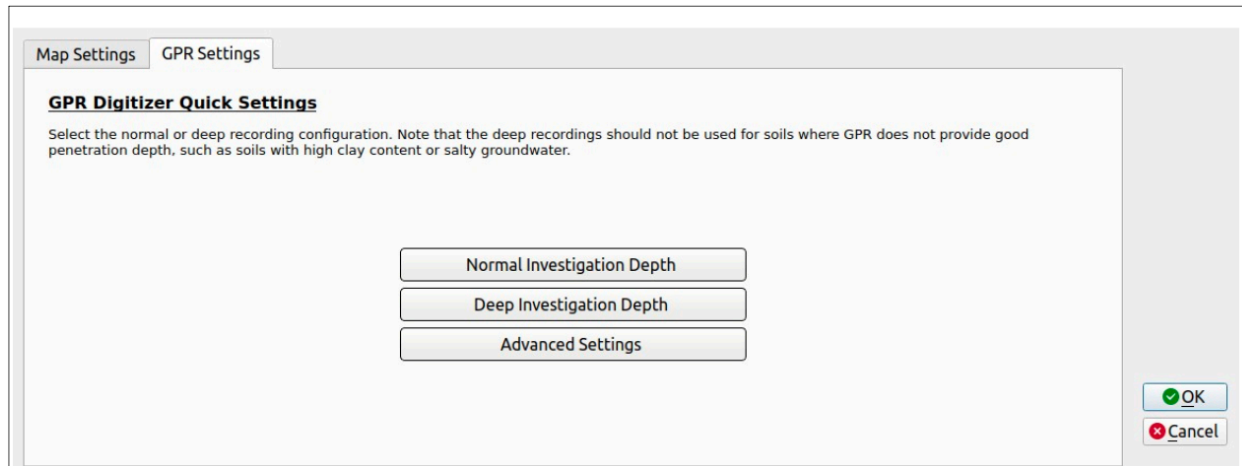 Map Settings
GPR Settings
GPR Digitizer Quick Settings
Select the normal or deep recording configuration. Note that the deep recordings should not be used for soils where GPR does not provide good
penetration depth, such as soils with high clay content or salty groundwater.
Normal Investigation Depth
Deep Investigation Depth
Advanced Settings
OK
Cancel